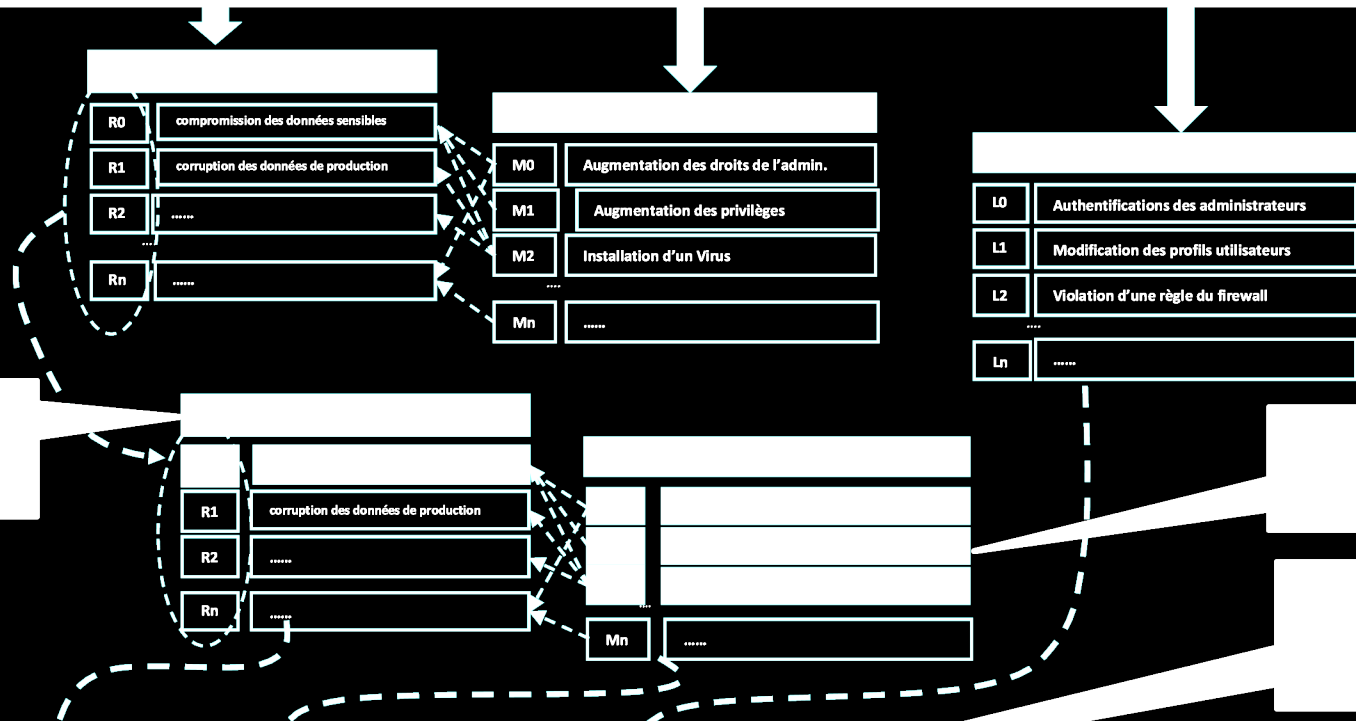 R0 compromission des données sensibles
R1 corruption des données de production
R2 ......
....
Rn ......
M0 Augmentation des droits de l'admin.
M1 Augmentation des privilèges
M2 Installation d'un Virus
....
Mn ......
L0 Authentifications des administrateurs
L1 Modification des profils utilisateurs
L2 Violation d'une règle du firewall
....
Ln ......
R1 corruption des données de production
R2 ......
Rn ......
....
Mn ......